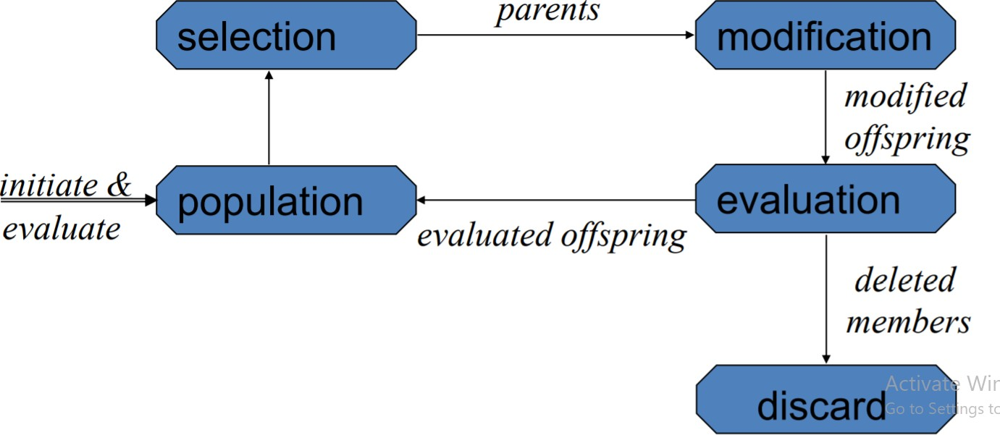 parents
selection
modification
modified
offspring
initiate &
evaluate
population
evaluation
evaluated offspring
deleted
members
discard
Activate Wir
Go to Settings to